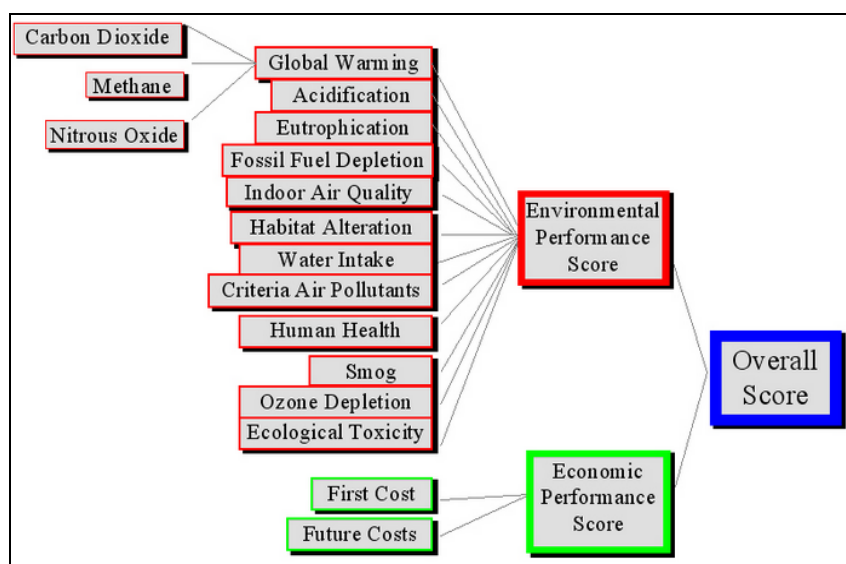 Carbon Dioxide
Methane
Nitrous Oxide
Global Warming
Acidification
Eutrophication
Fossil Fuel Depletion
Indoor Air Quality
Habitat Alteration
Water Intake
Criteria Air Pollutants
Human Health
Smog
Ozone Depletion
Ecological Toxicity
First Cost
Future Costs
Environmental
Performance
Score
Economic
Performance
Score
Overall
Score